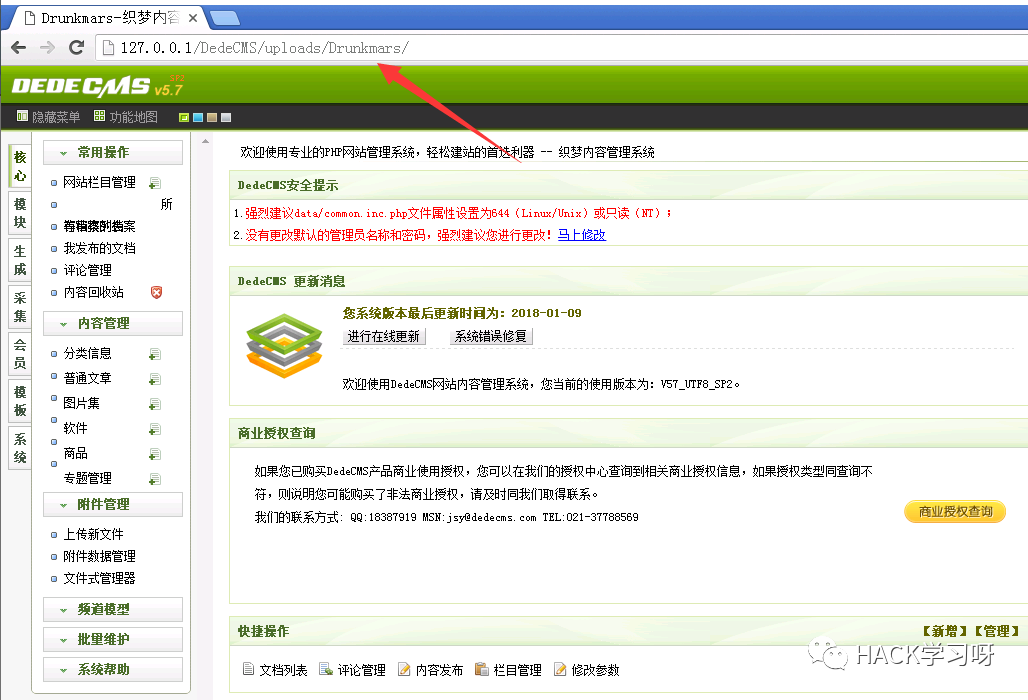 Drunkmars-织梦内容
127.0.0.1/DedeCMS/uploads/Drunkmars/
DEDECMS v5.7 SP2
隐藏菜单 功能地图
核心
模块
生成
采集
会员
模板
系统
常用操作
网站栏目管理
所
有档案列表
我发布的文档
评论管理
内容回收站
内容管理
分类信息
普通文章
图片集
软件
商品
专题管理
附件管理
上传新文件
附件数据管理
文件式管理器
频道模型
批量维护
系统帮助
欢迎使用专业的PHP网站管理系统，轻松建站的首选利器 -- 织梦内容管理系统
DedeCMS安全提示
1.强烈建议data/common.inc.php文件属性设置为644（Linux/Unix）或只读（NT）；
2.没有更改默认的管理员名称和密码，强烈建议您进行更改！马上修改
DedeCMS 更新消息
您系统版本最后更新时间为：2018-01-09
进行在线更新 系统错误修复
欢迎使用DedeCMS网站内容管理系统，您当前的使用版本为：V57_UTF8_SP2。
商业授权查询
如果您已购买DedeCMS产品商业使用授权，您可以在我们的授权中心查询到相关商业授权信息，如果授权类型同查询不
符，则说明您可能购买了非法商业授权，请及时同我们取得联系。
我们的联系方式: QQ:18387919 MSN:jsy@dedecms.com TEL:021-37788569
商业授权查询
快捷操作 【新增】【管理】
文档列表 评论管理 内容发布 栏目管理 修改参数
HACK学习呀